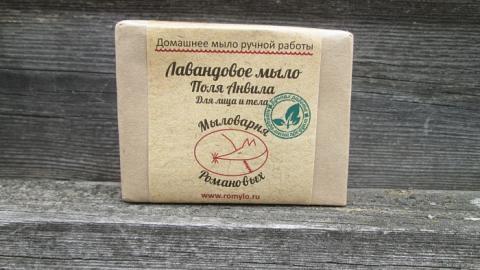 Домашнее мыло ручной работы
Лавандовое мыло
Поля Анвила
Для лица и тела
Мыловарня
Романовых
www.romylo.ru